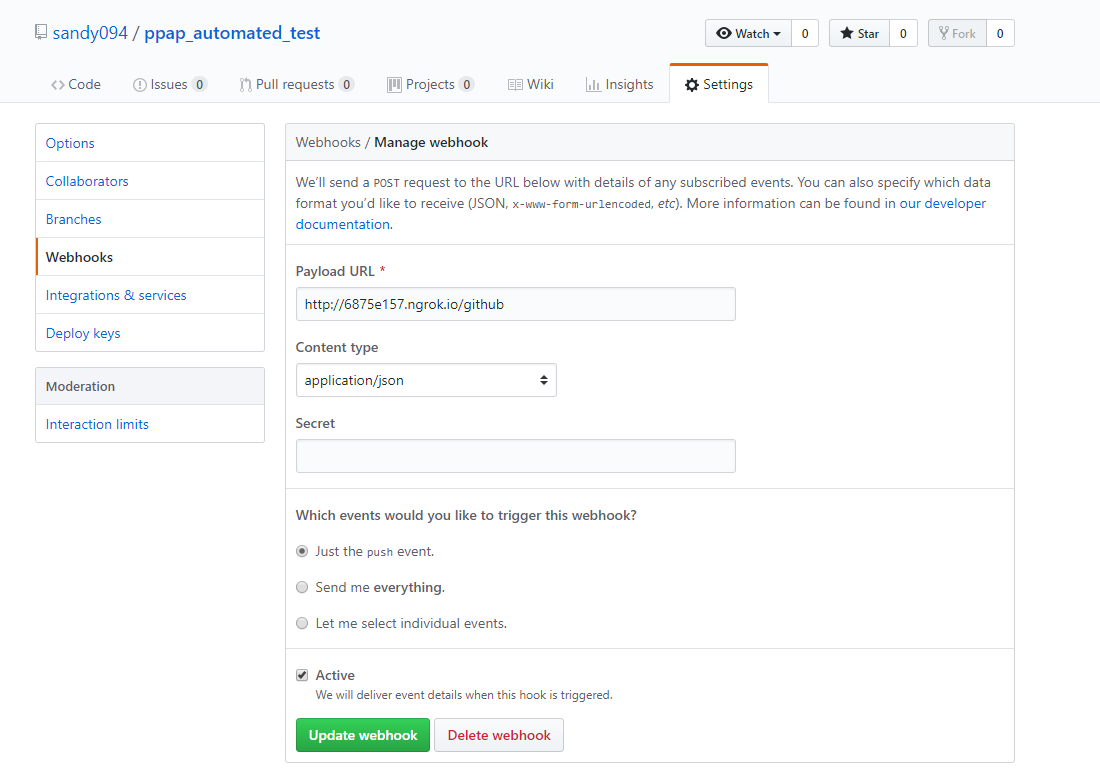 sandy094 / ppap_automated_test
Watch 0 Star 0 Fork 0
Code Issues 0 Pull requests 0 Projects 0 Wiki Insights Settings
Options
Collaborators
Branches
Webhooks
Integrations & services
Deploy keys
Moderation
Interaction limits
Webhooks / Manage webhook
We’ll send a POST request to the URL below with details of any subscribed events. You can also specify which data
format you’d like to receive (JSON, x-www-form-urlencoded, etc). More information can be found in our developer
documentation.
Payload URL *
http://6875e157.ngrok.io/github
Content type
application/json
Secret
Which events would you like to trigger this webhook?
Just the push event.
Send me everything.
Let me select individual events.
Active
We will deliver event details when this hook is triggered.
Update webhook Delete webhook